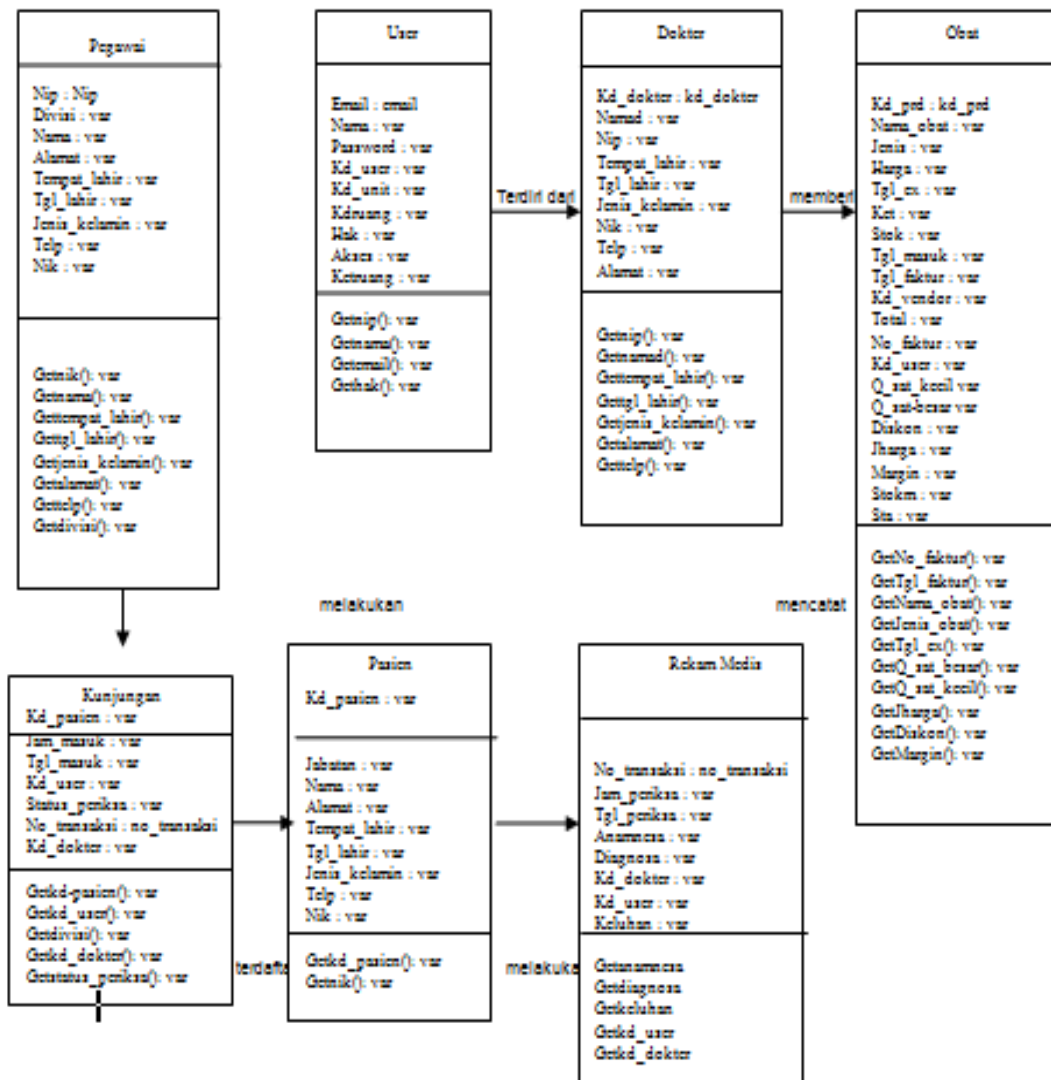 Pegawai
Nip : Nip
Divisi : var
Nama : var
Alamat : var
Tempat_lahir : var
Tgl_lahir : var
Jenis_kelamin : var
Telp : var
Nik : var
Getnik(): var
Getnama(): var
Gettempat_lahir(): var
Gettgl_lahir(): var
Getjenis_kelamin(): var
Getalamat(): var
Gettelp(): var
Getdivisi(): var
User
Email : email
Nama : var
Password : var
Kd_user : var
Kd_unit : var
Kdruang : var
Hak : var
Akses : var
Ketruang : var
Getnip(): var
Getnama(): var
Getemail(): var
Gethak(): var
Terdiri dari
Dokter
Kd_dokter : kd_dokter
Namad : var
Nip : var
Tempat_lahir : var
Tgl_lahir : var
Jenis_kelamin : var
Nik : var
Telp : var
Alamat : var
Getnip(): var
Getnamad(): var
Gettempat_lahir(): var
Gettgl_lahir(): var
Getjenis_kelamin(): var
Getalamat(): var
Gettelp(): var
memberi
Obat
Kd_prd : kd_prd
Nama_obat : var
Jenis : var
Harga : var
Tgl_ex : var
Ket : var
Stok : var
Tgl_masuk : var
Tgl_faktur : var
Kd_vendor : var
Total : var
No_faktur : var
Kd_user : var
Q_sat_kecil var
Q_sat-besar var
Diskon : var
Jharga : var
Margin : var
Stokm : var
Sta : var
GetNo_faktur(): var
GetTgl_faktur(): var
GetNama_obat(): var
GetJenis_obat(): var
GetTgl_ex(): var
GetQ_sat_besar(): var
GetQ_sat_kecil(): var
GetJharga(): var
GetDiskon(): var
GetMargin(): var
melakukan
mencatat
Kunjungan
Kd_pasien : var
Jam_masuk : var
Tgl_masuk : var
Kd_user : var
Status_periksa : var
No_transaksi : no_transaksi
Kd_dokter : var
Getkd-pasien(): var
Getkd_user(): var
Getdivisi(): var
Getkd_dokter(): var
Getstatus_periksa(): var
terdafta
Pasien
Kd_pasien : var
Jabatan : var
Nama : var
Alamat : var
Tempat_lahir : var
Tgl_lahir : var
Jenis_kelamin : var
Telp : var
Nik : var
Getkd_pasien(): var
Getnik(): var
melakuka
Rekam Medis
No_transaksi : no_transaksi
Jam_periksa : var
Tgl_periksa : var
Anamnesa : var
Diagnosa : var
Kd_dokter : var
Kd_user : var
Keluhan : var
Getanamnesa
Getdiagnosa
Getkeluhan
Getkd_user
Getkd_dokter